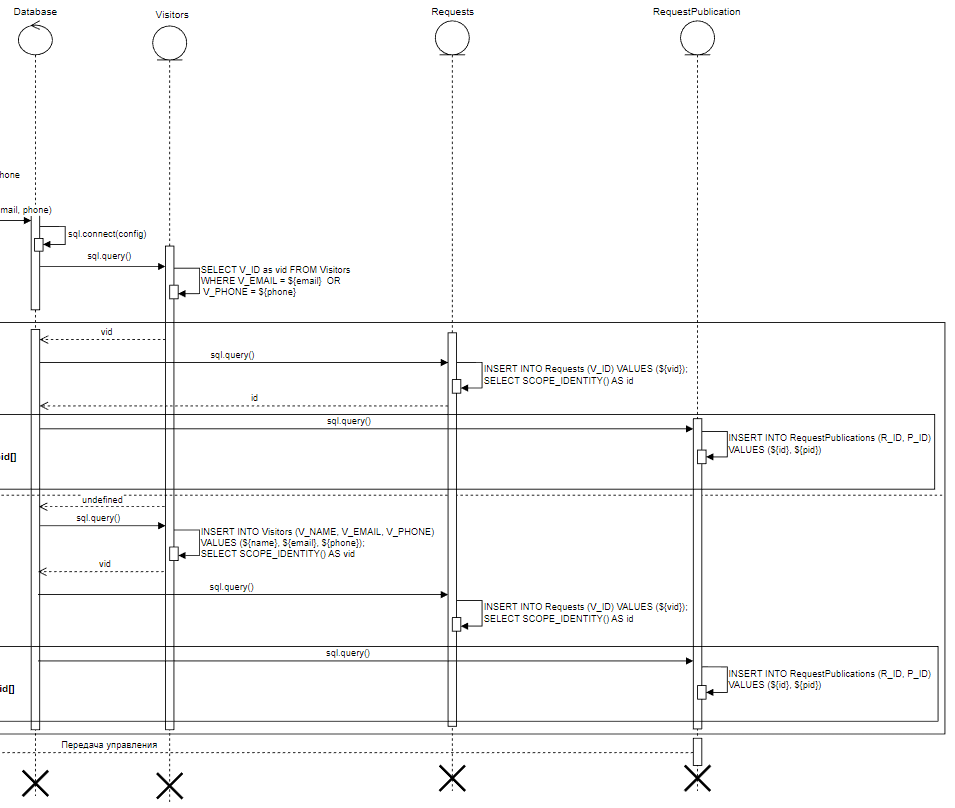 Database
Visitors
Requests
RequestPublication
hone
mail, phone)
sql.connect(config)
sql.query()
SELECT V_ID as vid FROM Visitors
WHERE V_EMAIL = ${email} OR
V_PHONE = ${phone}
vid
sql.query()
INSERT INTO Requests (V_ID) VALUES (${vid});
SELECT SCOPE_IDENTITY() AS id
id
sql.query()
INSERT INTO RequestPublications (R_ID, P_ID)
VALUES (${id}, ${pid})
id[]
undefined
sql.query()
INSERT INTO Visitors (V_NAME, V_EMAIL, V_PHONE)
VALUES (${name}, ${email}, ${phone});
SELECT SCOPE_IDENTITY() AS vid
vid
sql.query()
INSERT INTO Requests (V_ID) VALUES (${vid});
SELECT SCOPE_IDENTITY() AS id
sql.query()
INSERT INTO RequestPublications (R_ID, P_ID)
VALUES (${id}, ${pid})
id[]
Передача управления